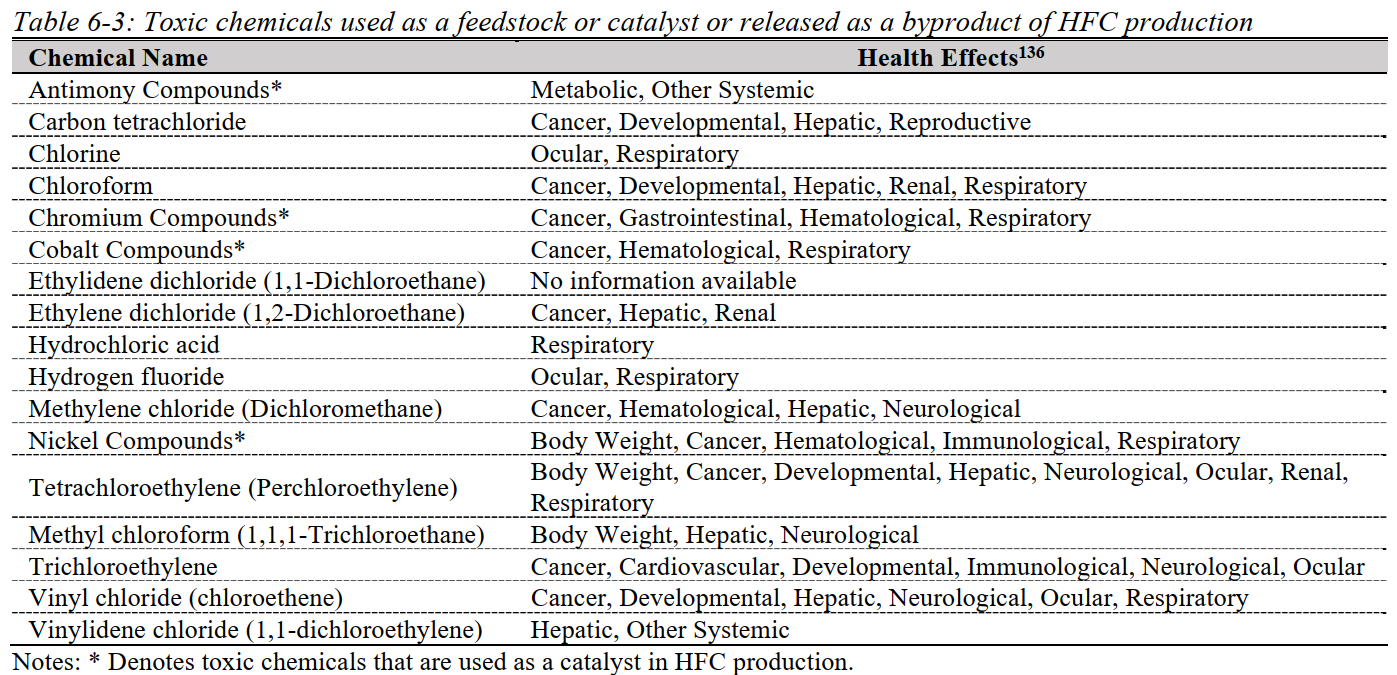 Table 6-3: Toxic chemicals used as a feedstock or catalyst or released as a byproduct of HFC production
Chemical Name Health Effects136
Antimony Compounds* Metabolic, Other Systemic
Carbon tetrachloride Cancer, Developmental, Hepatic, Reproductive
Chlorine Ocular, Respiratory
Chloroform Cancer, Developmental, Hepatic, Renal, Respiratory
Chromium Compounds* Cancer, Gastrointestinal, Hematological, Respiratory
Cobalt Compounds* Cancer, Hematological, Respiratory
Ethylidene dichloride (1,1-Dichloroethane) No information available
Ethylene dichloride (1,2-Dichloroethane) Cancer, Hepatic, Renal
Hydrochloric acid Respiratory
Hydrogen fluoride Ocular, Respiratory
Methylene chloride (Dichloromethane) Cancer, Hematological, Hepatic, Neurological
Nickel Compounds* Body Weight, Cancer, Hematological, Immunological, Respiratory
Tetrachloroethylene (Perchloroethylene) Body Weight, Cancer, Developmental, Hepatic, Neurological, Ocular, Renal,
Respiratory
Methyl chloroform (1,1,1-Trichloroethane) Body Weight, Hepatic, Neurological
Trichloroethylene Cancer, Cardiovascular, Developmental, Immunological, Neurological, Ocular
Vinyl chloride (chloroethene) Cancer, Developmental, Hepatic, Neurological, Ocular, Respiratory
Vinylidene chloride (1,1-dichloroethylene) Hepatic, Other Systemic
Notes: * Denotes toxic chemicals that are used as a catalyst in HFC production.